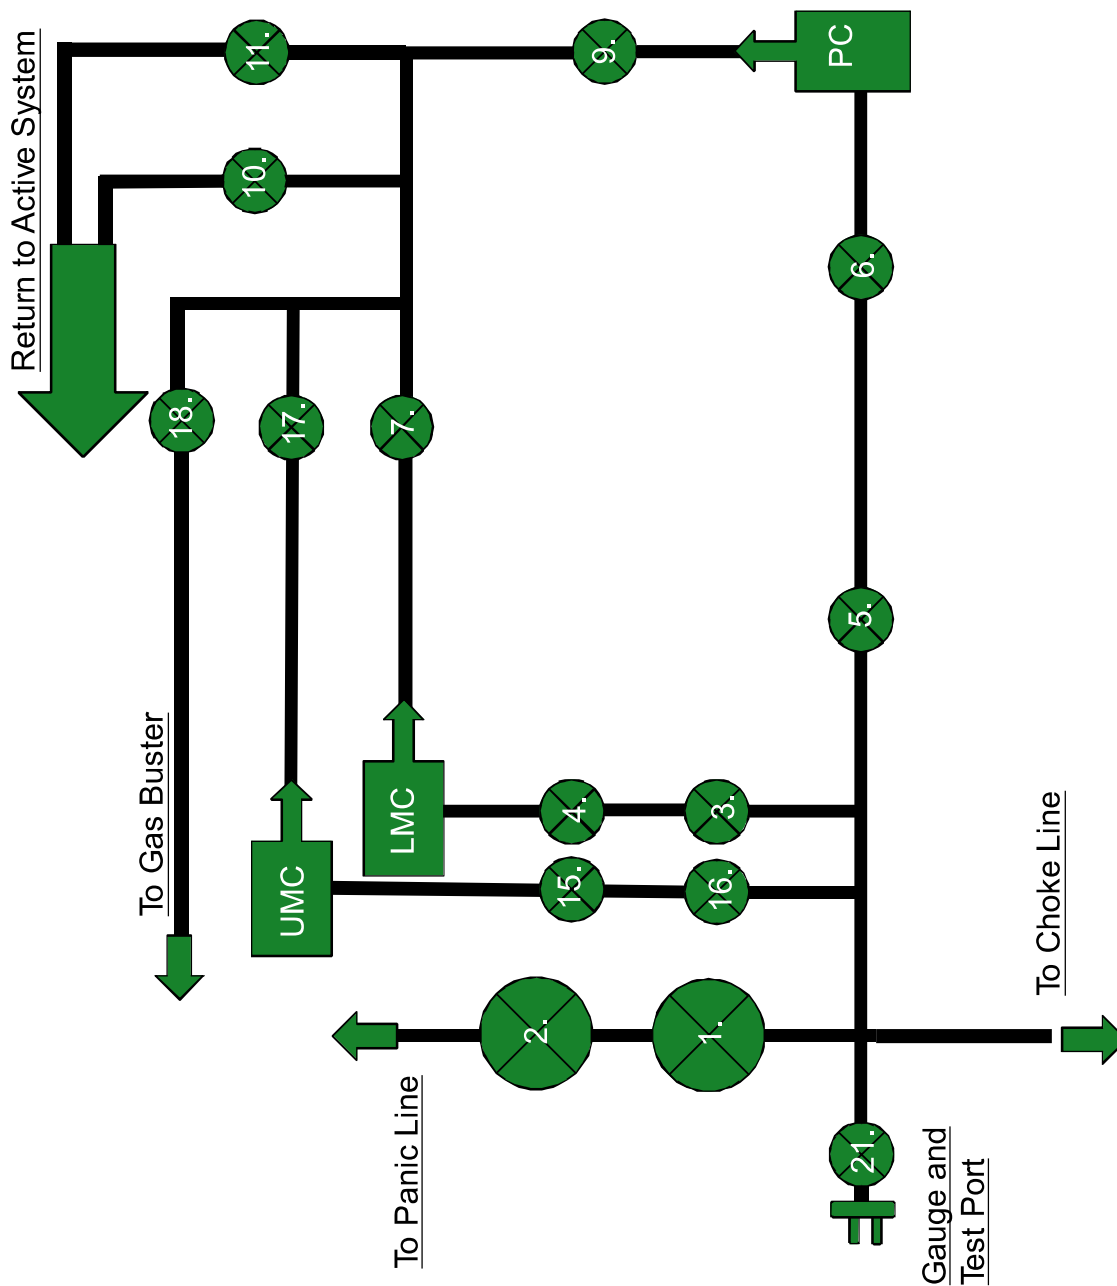 Return to Active System
To Gas Buster
To Panic Line
Gauge and
Test Port
To Choke Line
UMC
LMC
PC
11.
10.
18.
17.
7.
9.
6.
5.
4.
3.
15.
16.
2.
1.
21.